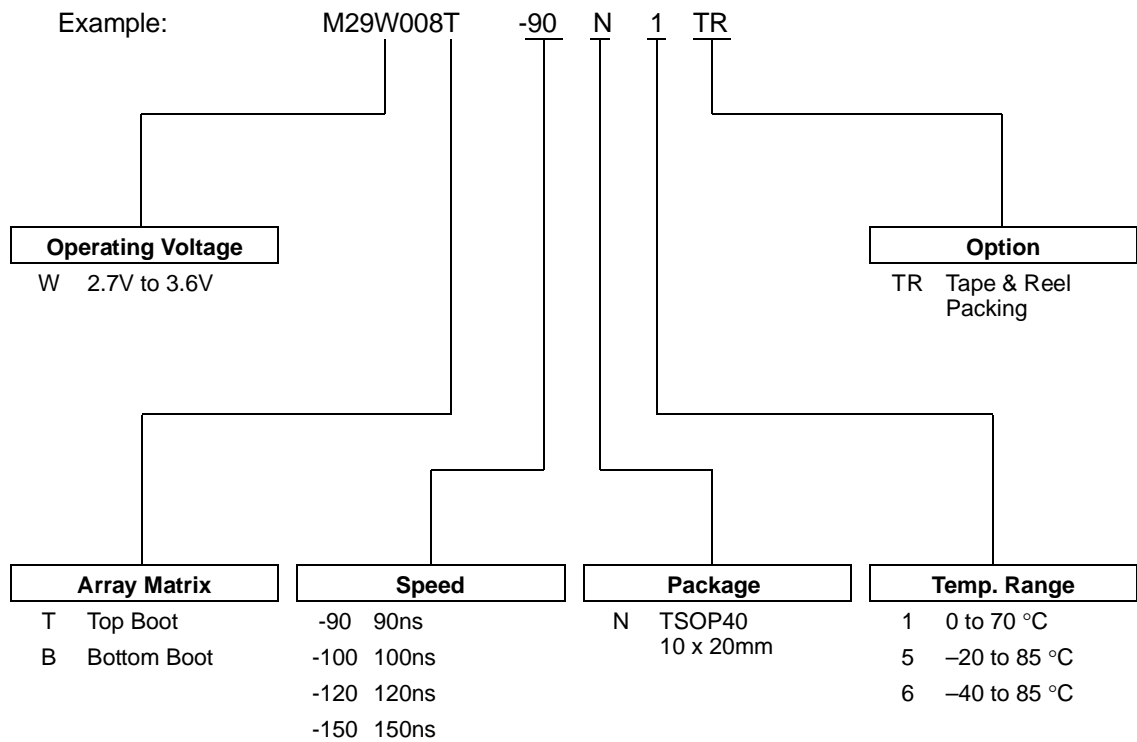 Example: M29W008T -90 N 1 TR
Operating Voltage
W 2.7V to 3.6V
Option
TR Tape & Reel
Packing
Array Matrix
T Top Boot
B Bottom Boot
Speed
-90 90ns
-100 100ns
-120 120ns
-150 150ns
Package
N TSOP40
10 x 20mm
Temp. Range
1 0 to 70 °C
5 –20 to 85 °C
6 –40 to 85 °C